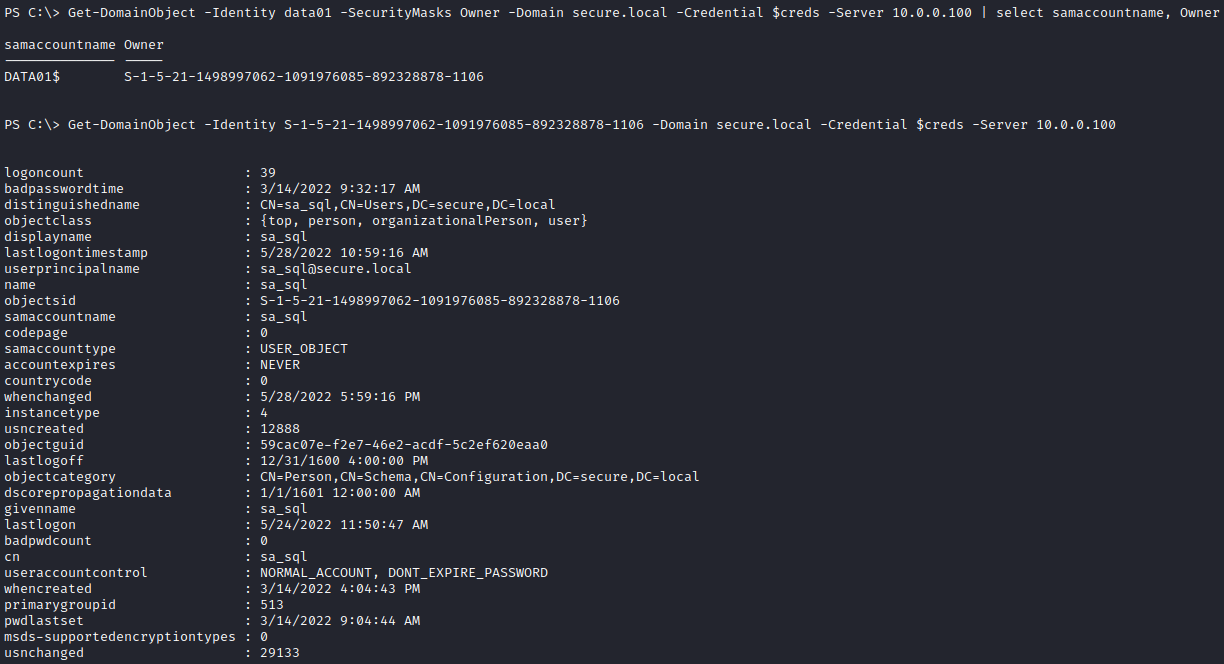 PS C:\> Get-DomainObject -Identity data01 -SecurityMasks Owner -Domain secure.local -Credential $creds -Server 10.0.0.100 | select samaccountname, Owner
samaccountname Owner
-------------- -----
DATA01$        S-1-5-21-1498997062-1091976085-892328878-1106
PS C:\> Get-DomainObject -Identity S-1-5-21-1498997062-1091976085-892328878-1106 -Domain secure.local -Credential $creds -Server 10.0.0.100
logoncount                    : 39
badpasswordtime               : 3/14/2022 9:32:17 AM
distinguishedname             : CN=sa_sql,CN=Users,DC=secure,DC=local
objectclass                   : {top, person, organizationalPerson, user}
displayname                   : sa_sql
lastlogontimestamp            : 5/28/2022 10:59:16 AM
userprincipalname             : sa_sql@secure.local
name                          : sa_sql
objectsid                     : S-1-5-21-1498997062-1091976085-892328878-1106
samaccountname                : sa_sql
codepage                      : 0
samaccounttype                : USER_OBJECT
accountexpires                : NEVER
countrycode                   : 0
whenchanged                   : 5/28/2022 5:59:16 PM
instancetype                  : 4
usncreated                    : 12888
objectguid                    : 59cac07e-f2e7-46e2-acdf-5c2ef620eaa0
lastlogoff                    : 12/31/1600 4:00:00 PM
objectcategory                : CN=Person,CN=Schema,CN=Configuration,DC=secure,DC=local
dscorepropagationdata         : 1/1/1601 12:00:00 AM
givenname                     : sa_sql
lastlogon                     : 5/24/2022 11:50:47 AM
badpwdcount                   : 0
cn                            : sa_sql
useraccountcontrol            : NORMAL_ACCOUNT, DONT_EXPIRE_PASSWORD
whencreated                   : 3/14/2022 4:04:43 PM
primarygroupid                : 513
pwdlastset                    : 3/14/2022 9:04:44 AM
msds-supportedencryptiontypes : 0
usnchanged                    : 29133